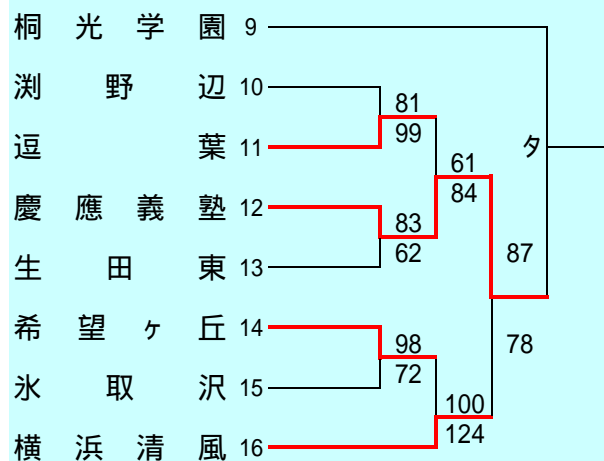 桐光学園 9
渕野辺 10
81
逗葉 11
99
タ
61
慶應義塾 12
84
83
生田東 13
62
87
希望ヶ丘 14
98
78
氷取沢 15
72
100
横浜清風 16
124